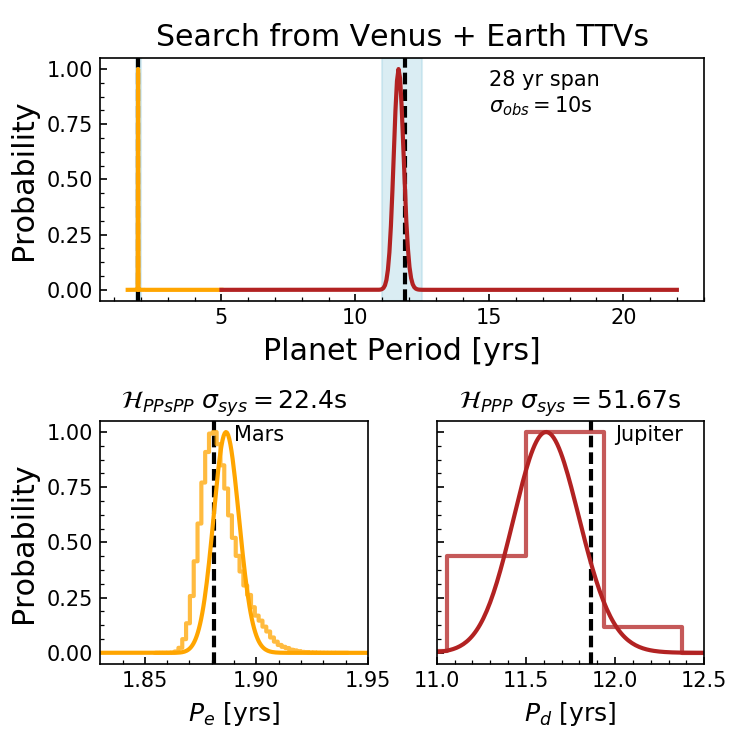 Search from Venus + Earth TTVs
1.00
0.75
0.50
0.25
0.00
Probability
28 yr span
σ_obs = 10s
5 10 15 20
Planet Period [yrs]
ℋ_PPsPP σ_sys = 22.4s
1.00
0.75
0.50
0.25
0.00
Probability
Mars
1.85 1.90 1.95
P_e [yrs]
ℋ_PPP σ_sys = 51.67s
Jupiter
11.0 11.5 12.0 12.5
P_d [yrs]